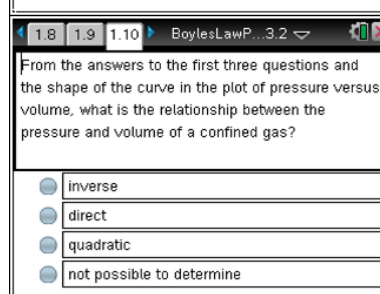 1.8 1.9 1.10 BoylesLawP...3.2
From the answers to the first three questions and
the shape of the curve in the plot of pressure versus
volume, what is the relationship between the
pressure and volume of a confined gas?
inverse
direct
quadratic
not possible to determine